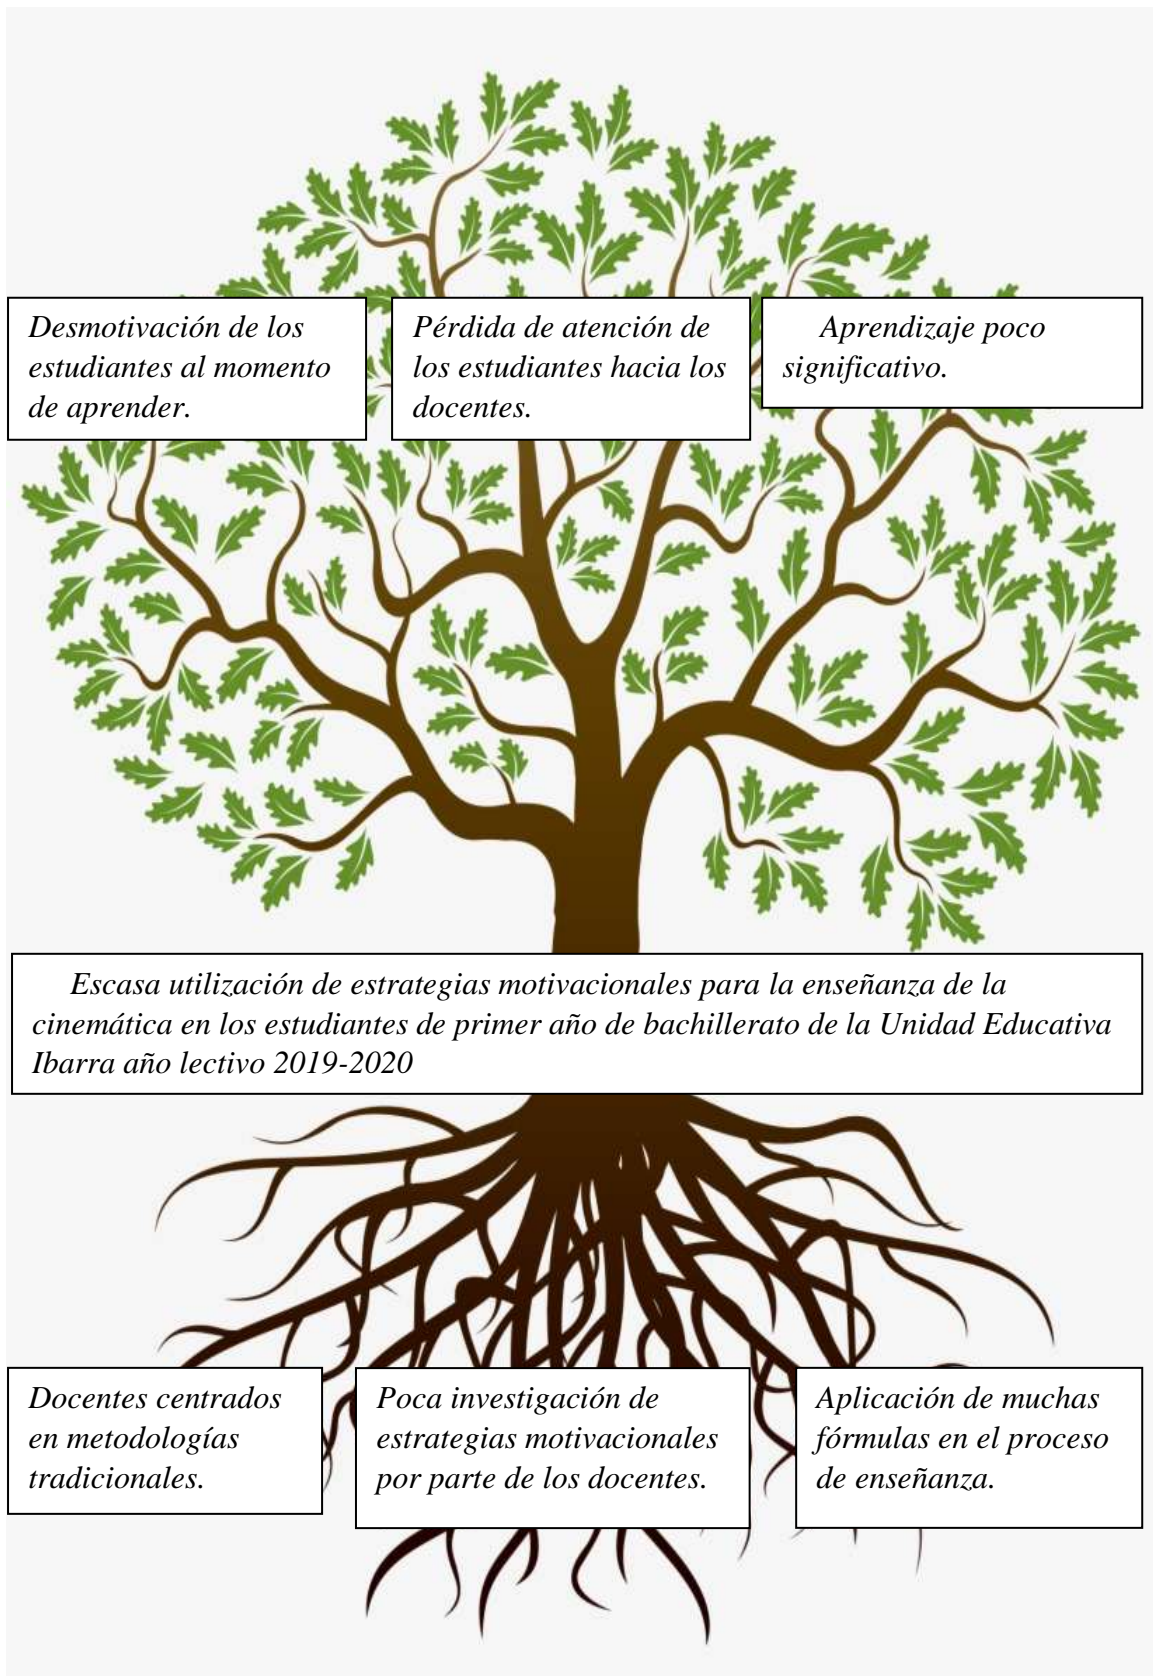 Desmotivación de los
estudiantes al momento
de aprender.
Pérdida de atención de
los estudiantes hacia los
docentes.
Aprendizaje poco
significativo.
Escasa utilización de estrategias motivacionales para la enseñanza de la
cinemática en los estudiantes de primer año de bachillerato de la Unidad Educativa
Ibarra año lectivo 2019-2020
Docentes centrados
en metodologías
tradicionales.
Poca investigación de
estrategias motivacionales
por parte de los docentes.
Aplicación de muchas
fórmulas en el proceso
de enseñanza.